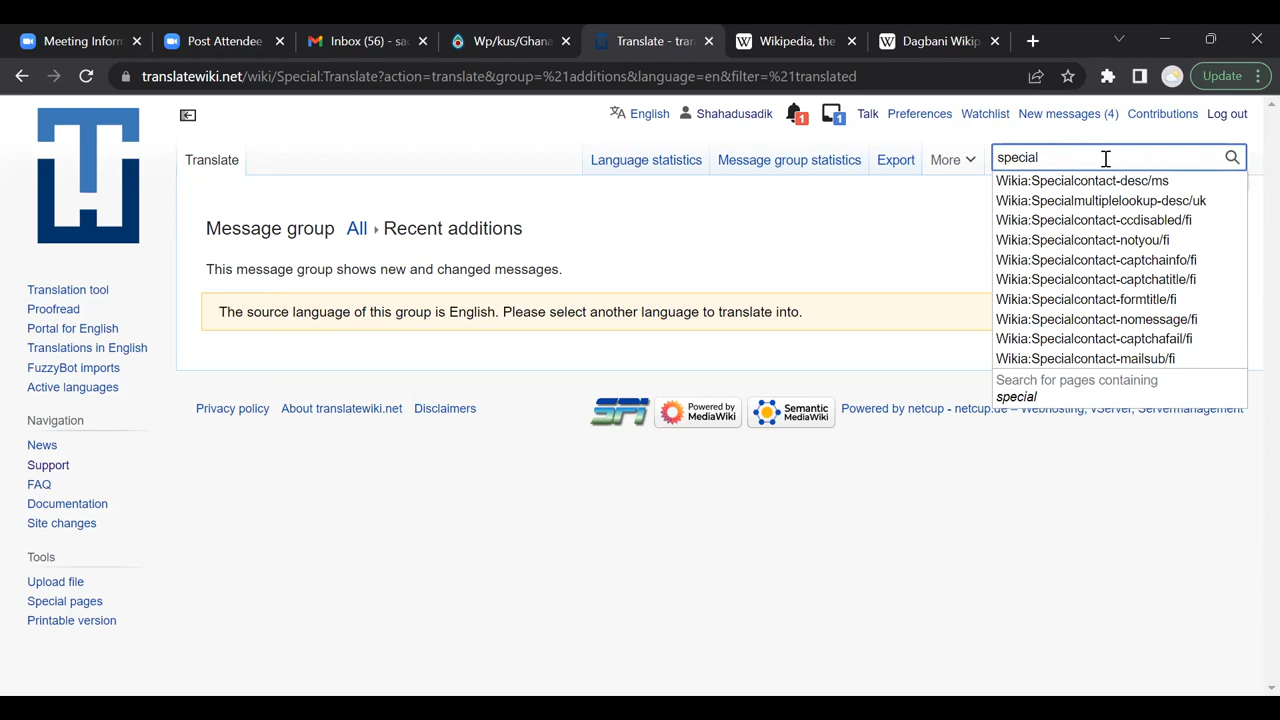 Meeting Inform
Post Attendee
Inbox (56) - sa
Wp/kus/Ghana
Translate - tran
Wikipedia, the
Dagbani Wikip
translatewiki.net/wiki/Special:Translate?action=translate&group=%21additions&language=en&filter=%21translated
Update
English
Shahadusadik
1
1
Talk
Preferences
Watchlist
New messages (4)
Contributions
Log out
Translate
Language statistics
Message group statistics
Export
More
special
Wikia:Specialcontact-desc/ms
Wikia:Specialmultiplelookup-desc/uk
Wikia:Specialcontact-ccdisabled/fi
Wikia:Specialcontact-notyou/fi
Wikia:Specialcontact-captchainfo/fi
Wikia:Specialcontact-captchatitle/fi
Wikia:Specialcontact-formtitle/fi
Wikia:Specialcontact-nomessage/fi
Wikia:Specialcontact-captchafail/fi
Wikia:Specialcontact-mailsub/fi
Search for pages containing
special
Message group All Recent additions
This message group shows new and changed messages.
The source language of this group is English. Please select another language to translate into.
Translation tool
Proofread
Portal for English
Translations in English
FuzzyBot imports
Active languages
Navigation
News
Support
FAQ
Documentation
Site changes
Tools
Upload file
Special pages
Printable version
Privacy policy
About translatewiki.net
Disclaimers
SPI
Powered by
MediaWiki
Semantic
MediaWiki
Powered by netcup - netcup.de – Webhosting, vServer, Servermanagement